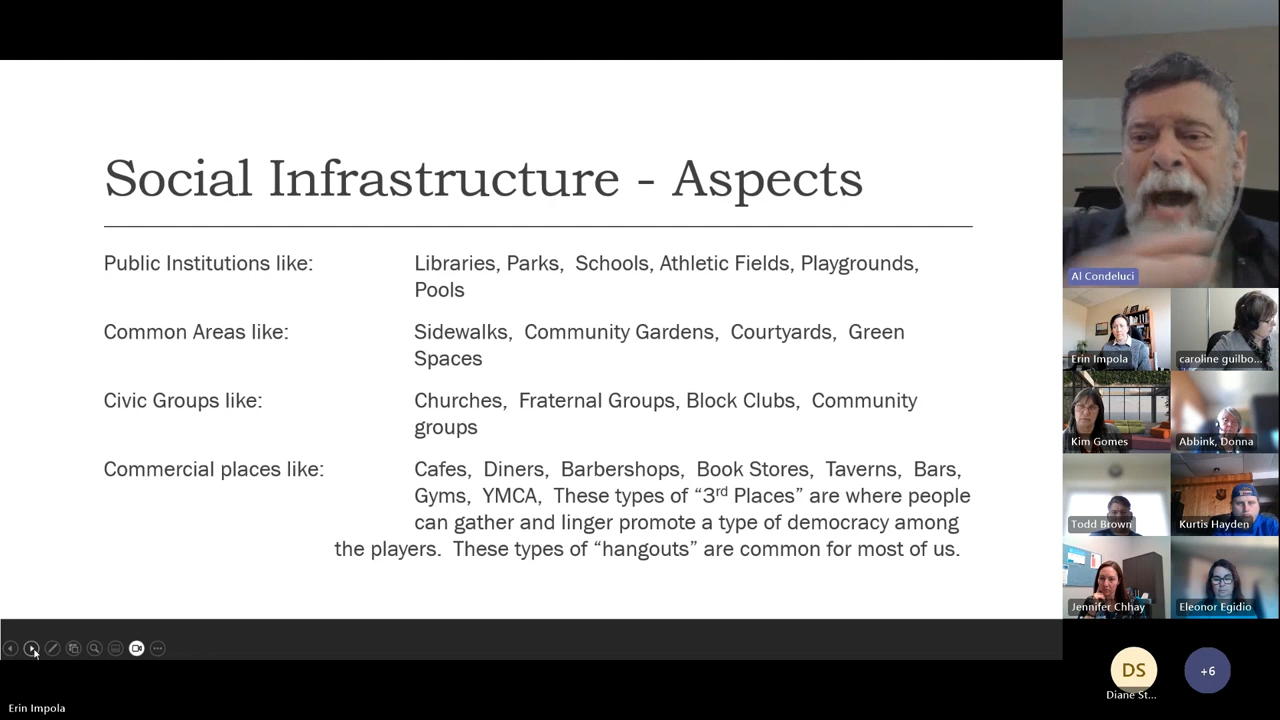 Social Infrastructure - Aspects
Public Institutions like: Libraries, Parks, Schools, Athletic Fields, Playgrounds,
Pools
Common Areas like: Sidewalks, Community Gardens, Courtyards, Green
Spaces
Civic Groups like: Churches, Fraternal Groups, Block Clubs, Community
groups
Commercial places like: Cafes, Diners, Barbershops, Book Stores, Taverns, Bars,
Gyms, YMCA, These types of “3rd Places” are where people
can gather and linger promote a type of democracy among
the players. These types of “hangouts” are common for most of us.
Erin Impola
Al Condeluci
Erin Impola
caroline guilbo...
Kim Gomes
Abbink, Donna
Todd Brown
Kurtis Hayden
Jennifer Chhay
Eleonor Egidio
DS
Diane St...
+6